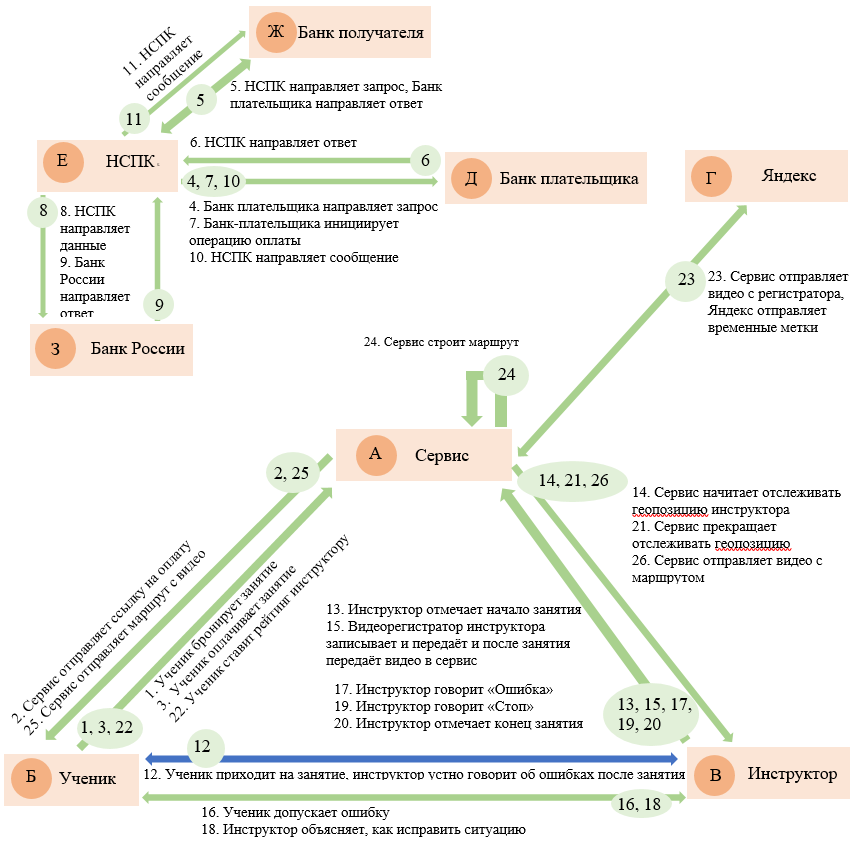 Ж Банк получателя
11. НСПК
направляет
сообщение
5
5. НСПК направляет запрос, Банк
плательщика направляет ответ
11
6. НСПК направляет ответ
Е НСПК
6
4, 7, 10
Д Банк плательщика
Г Яндекс
8
8. НСПК
направляет
данные
9. Банк
России
направляет
ответ
4. Банк плательщика направляет запрос
7. Банк-плательщика инициирует
операцию оплаты
10. НСПК направляет сообщение
9
23
23. Сервис отправляет
видео с регистратора,
Яндекс отправляет
временные метки
З Банк России
24. Сервис строит маршрут
24
А Сервис
2, 25
14, 21, 26
14. Сервис начитает отслеживать
геопозицию инструктора
21. Сервис прекращает
отслеживать геопозицию
26. Сервис отправляет видео с
маршрутом
2. Сервис отправляет ссылку на оплату
25. Сервис отправляет маршрут с видео
1. Ученик бронирует занятие
3. Ученик оплачивает занятие
22. Ученик ставит рейтинг инструктору
13. Инструктор отмечает начало занятия
15. Видеорегистратор инструктора
записывает и передаёт и после занятия
передаёт видео в сервис
17. Инструктор говорит «Ошибка»
19. Инструктор говорит «Стоп»
20. Инструктор отмечает конец занятия
13, 15, 17,
19, 20
1, 3, 22
12
Б Ученик
12. Ученик приходит на занятие, инструктор устно говорит об ошибках после занятия
В Инструктор
16, 18
16. Ученик допускает ошибку
18. Инструктор объясняет, как исправить ситуацию